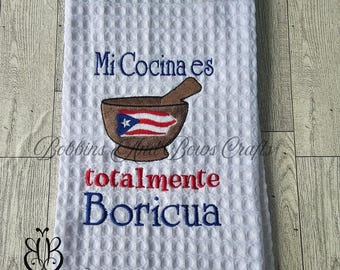 Mi Cocina es
Bobbins And Bows Crafts
totalmente
Boricua